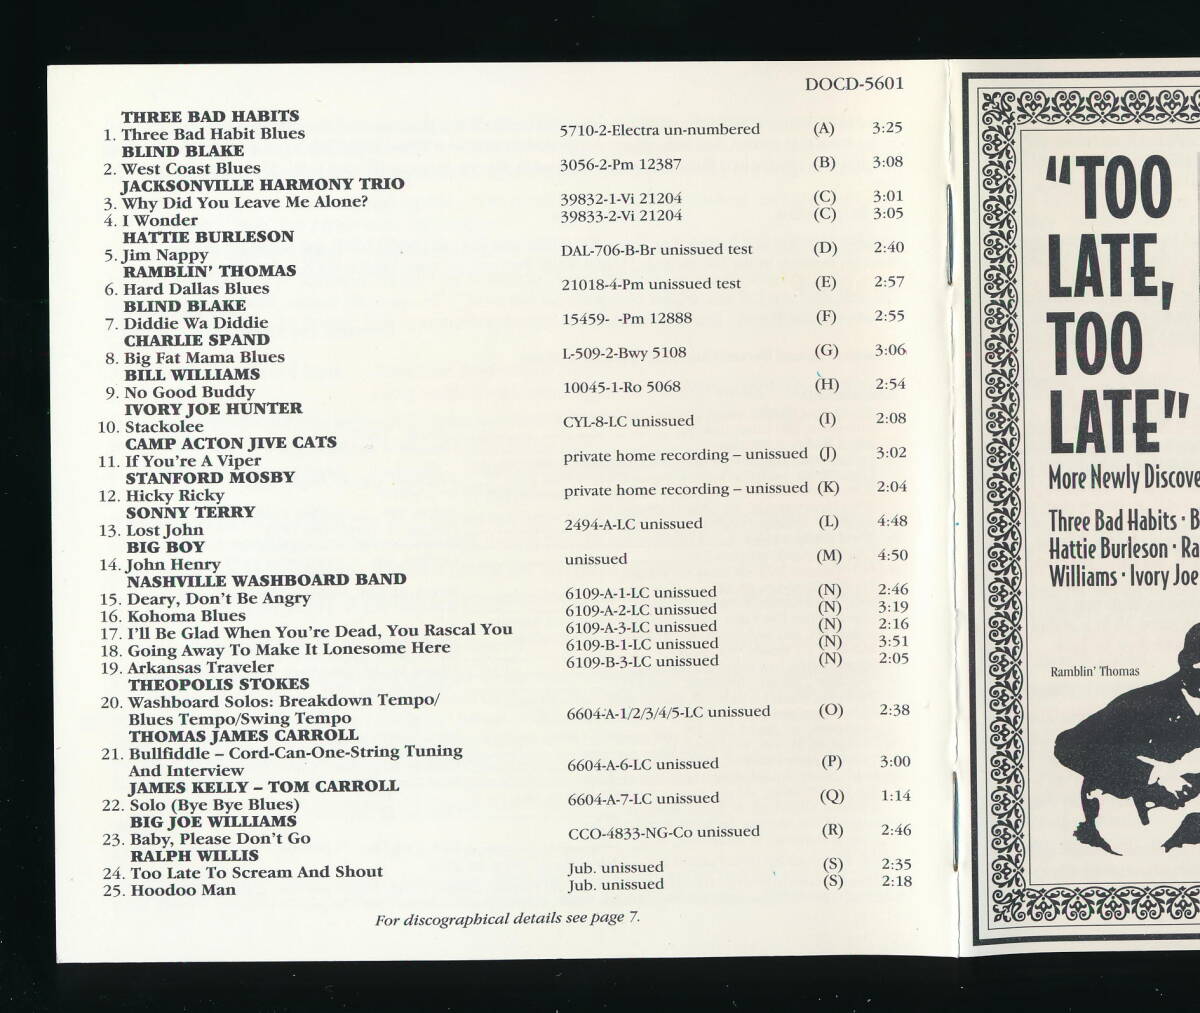 DOCD-5601
THREE BAD HABITS
1. Three Bad Habit Blues 5710-2-Electra un-numbered (A) 3:25
BLIND BLAKE
2. West Coast Blues 3056-2-Pm 12387 (B) 3:08
JACKSONVILLE HARMONY TRIO
3. Why Did You Leave Me Alone? 39832-1-Vi 21204 (C) 3:01
4. I Wonder 39833-2-Vi 21204 (C) 3:05
HATTIE BURLESON
5. Jim Nappy DAL-706-B-Br unissued test (D) 2:40
RAMBLIN' THOMAS
6. Hard Dallas Blues 21018-4-Pm unissued test (E) 2:57
BLIND BLAKE
7. Diddie Wa Diddie 15459- -Pm 12888 (F) 2:55
CHARLIE SPAND
8. Big Fat Mama Blues L-509-2-Bwy 5108 (G) 3:06
BILL WILLIAMS
9. No Good Buddy 10045-1-Ro 5068 (H) 2:54
IVORY JOE HUNTER
10. Stackolee CYL-8-LC unissued (I) 2:08
CAMP ACTON JIVE CATS
11. If You're A Viper private home recording – unissued (J) 3:02
STANFORD MOSBY
12. Hicky Ricky private home recording – unissued (K) 2:04
SONNY TERRY
13. Lost John 2494-A-LC unissued (L) 4:48
BIG BOY
14. John Henry unissued (M) 4:50
NASHVILLE WASHBOARD BAND
15. Deary, Don't Be Angry 6109-A-1-LC unissued (N) 2:46
16. Kohoma Blues 6109-A-2-LC unissued (N) 3:19
17. I'll Be Glad When You're Dead, You Rascal You 6109-A-3-LC unissued (N) 2:16
18. Going Away To Make It Lonesome Here 6109-B-1-LC unissued (N) 3:51
19. Arkansas Traveler 6109-B-3-LC unissued (N) 2:05
THEOPOLIS STOKES
20. Washboard Solos: Breakdown Tempo/
Blues Tempo/Swing Tempo 6604-A-1/2/3/4/5-LC unissued (O) 2:38
THOMAS JAMES CARROLL
21. Bullfiddle – Cord-Can-One-String Tuning
And Interview 6604-A-6-LC unissued (P) 3:00
JAMES KELLY – TOM CARROLL
22. Solo (Bye Bye Blues) 6604-A-7-LC unissued (Q) 1:14
BIG JOE WILLIAMS
23. Baby, Please Don't Go CCO-4833-NG-Co unissued (R) 2:46
RALPH WILLIS
24. Too Late To Scream And Shout Jub. unissued (S) 2:35
25. Hoodoo Man Jub. unissued (S) 2:18
For discographical details see page 7.
"TOO
LATE,
TOO
LATE"
More Newly Discove
Three Bad Habits · B
Hattie Burleson · Ra
Williams · Ivory Joe
Ramblin' Thomas